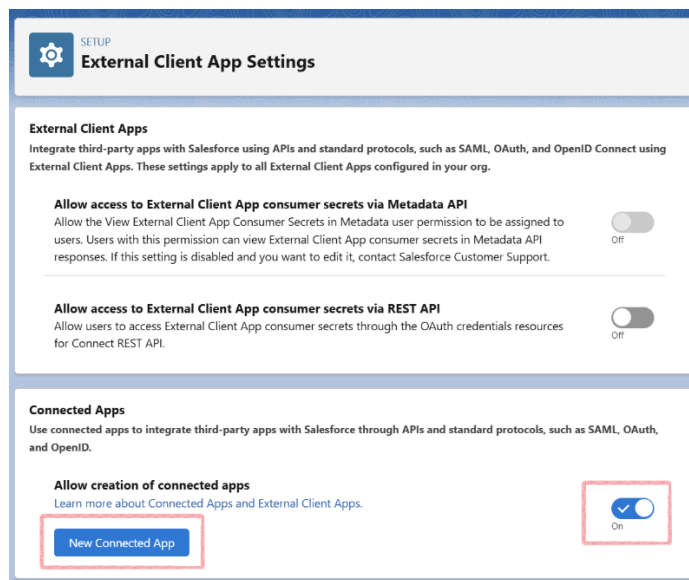 SETUP
External Client App Settings
External Client Apps
Integrate third-party apps with Salesforce using APIs and standard protocols, such as SAML, OAuth, and OpenID Connect using
External Client Apps. These settings apply to all External Client Apps configured in your org.
Allow access to External Client App consumer secrets via Metadata API
Allow the View External Client App Consumer Secrets in Metadata user permission to be assigned to
users. Users with this permission can view External Client App consumer secrets in Metadata API
responses. If this setting is disabled and you want to edit it, contact Salesforce Customer Support.
Off
Allow access to External Client App consumer secrets via REST API
Allow users to access External Client App consumer secrets through the OAuth credentials resources
for Connect REST API.
Off
Connected Apps
Use connected apps to integrate third-party apps with Salesforce through APIs and standard protocols, such as SAML, OAuth,
and OpenID.
Allow creation of connected apps
Learn more about Connected Apps and External Client Apps.
On
New Connected App